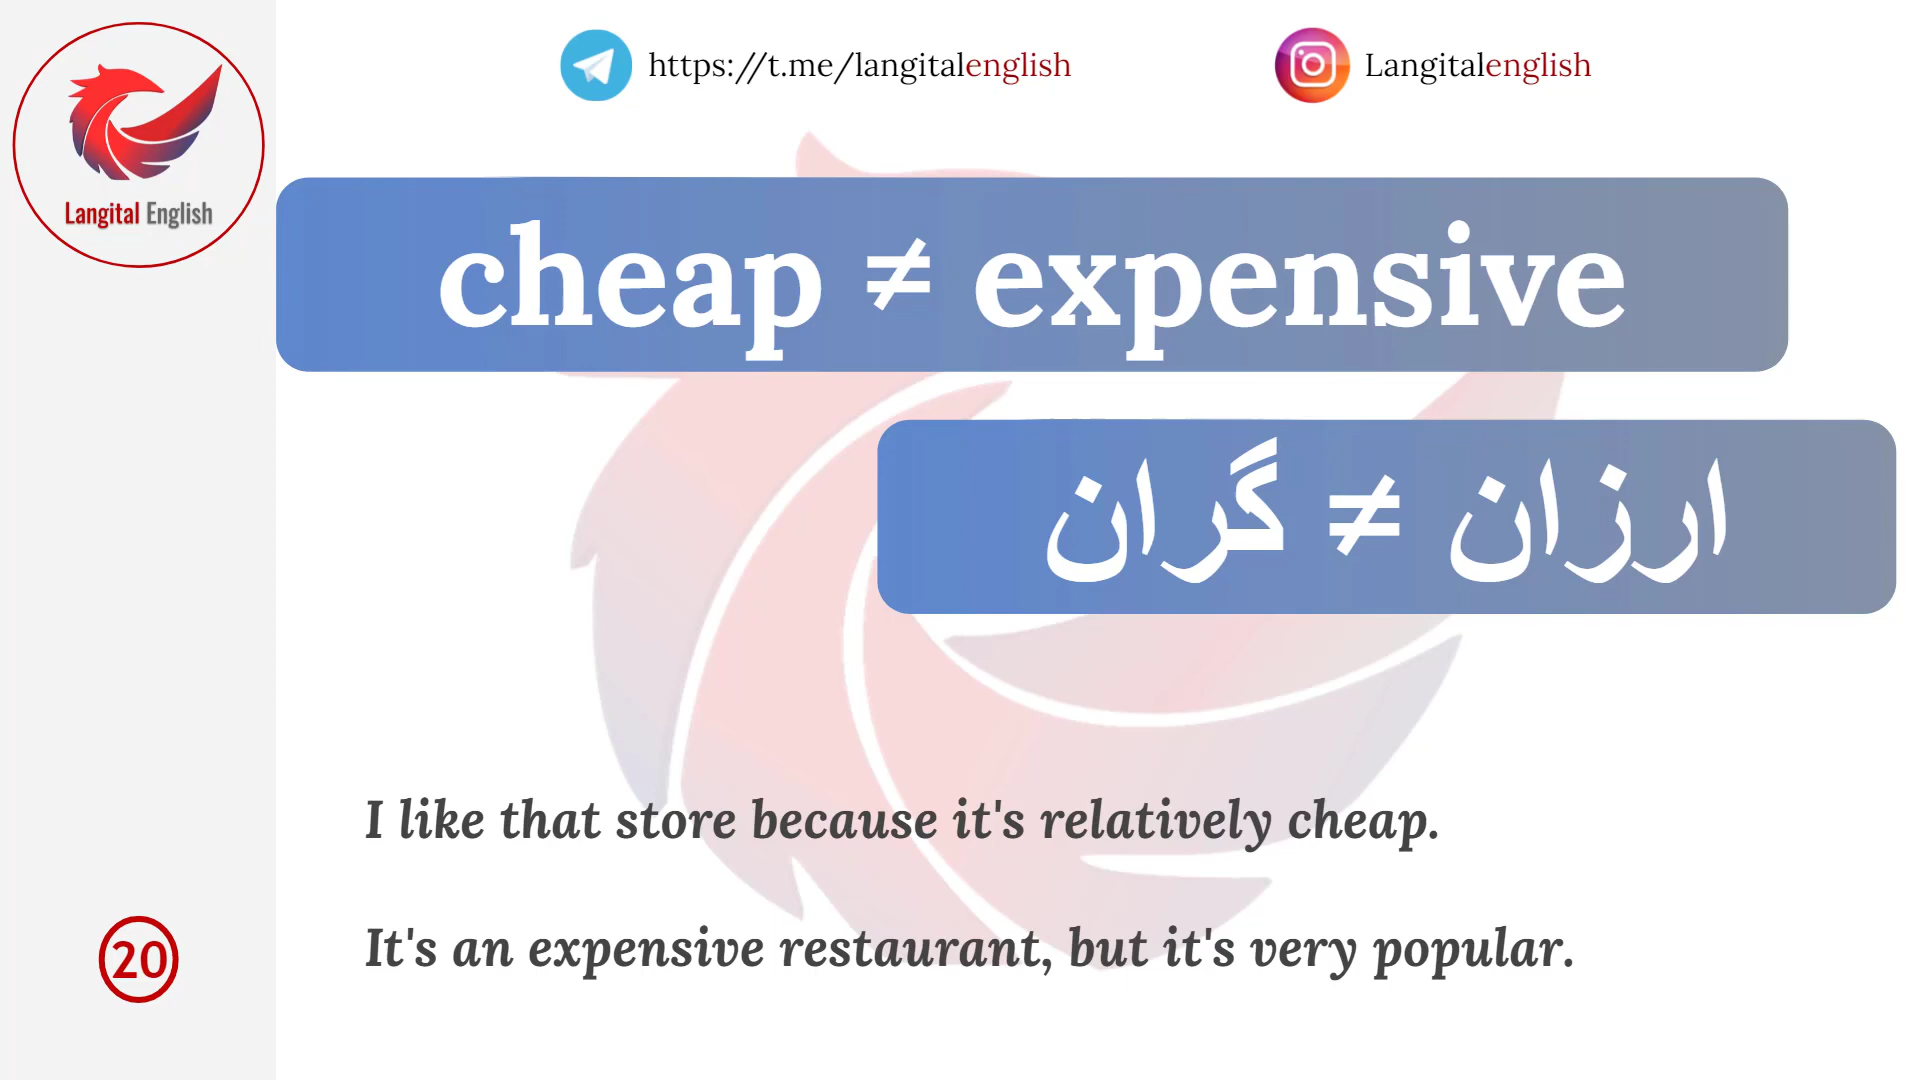 Langital English
https://t.me/langitalenglish
Langitalenglish
cheap ≠ expensive
ارزان ≠ گران
I like that store because it's relatively cheap.
It's an expensive restaurant, but it's very popular.
20